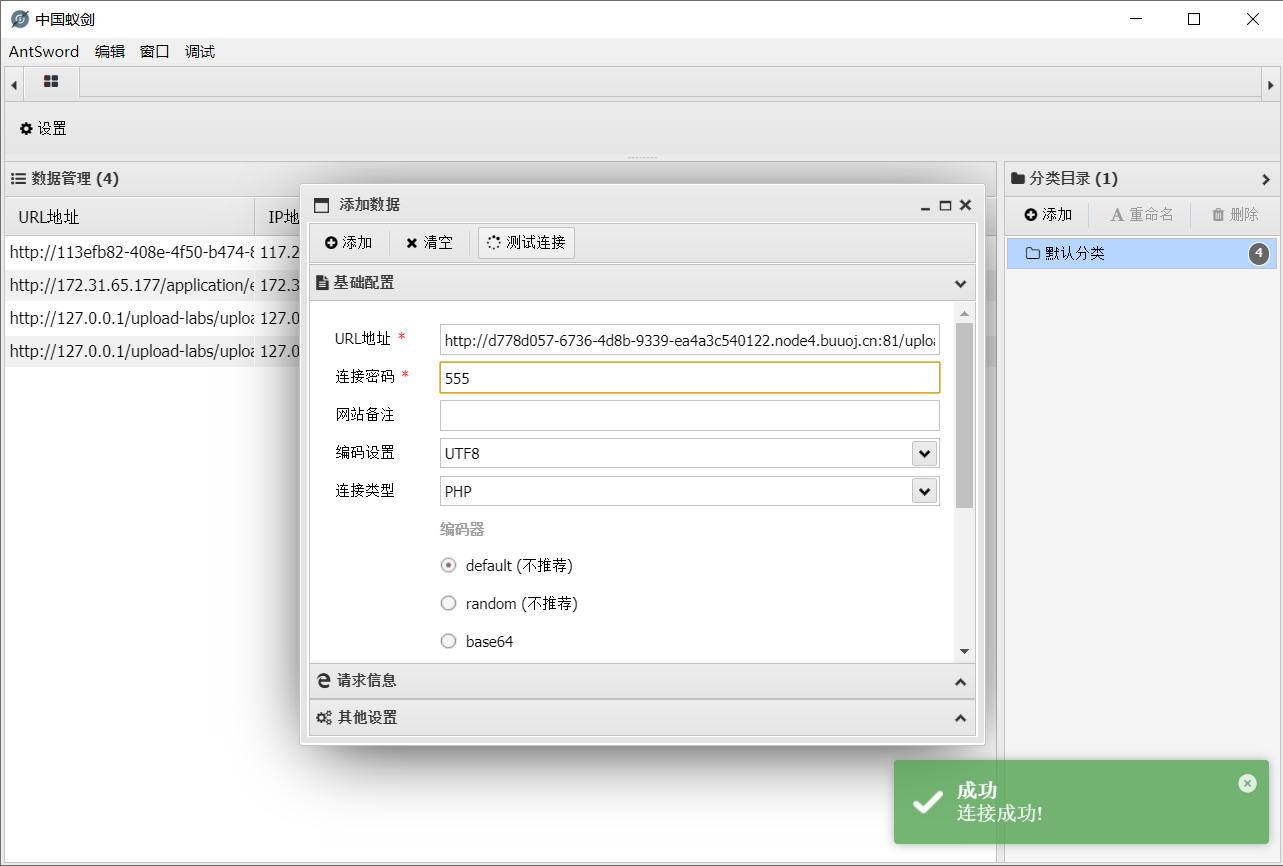 中国蚁剑
AntSword 编辑 窗口 调试
设置
数据管理 (4)
URL地址 IP地
http://113efb82-408e-4f50-b474-8 117.2
http://172.31.65.177/application/e 172.3
http://127.0.0.1/upload-labs/uploa 127.0
http://127.0.0.1/upload-labs/uploa 127.0
添加数据
添加 清空 测试连接
基础配置
URL地址 * http://d778d057-6736-4d8b-9339-ea4a3c540122.node4.buuoj.cn:81/uploa
连接密码 * 555
网站备注
编码设置 UTF8
连接类型 PHP
编码器
default (不推荐)
random (不推荐)
base64
请求信息
其他设置
分类目录 (1)
添加 A 重命名 删除
默认分类 4
成功
连接成功!